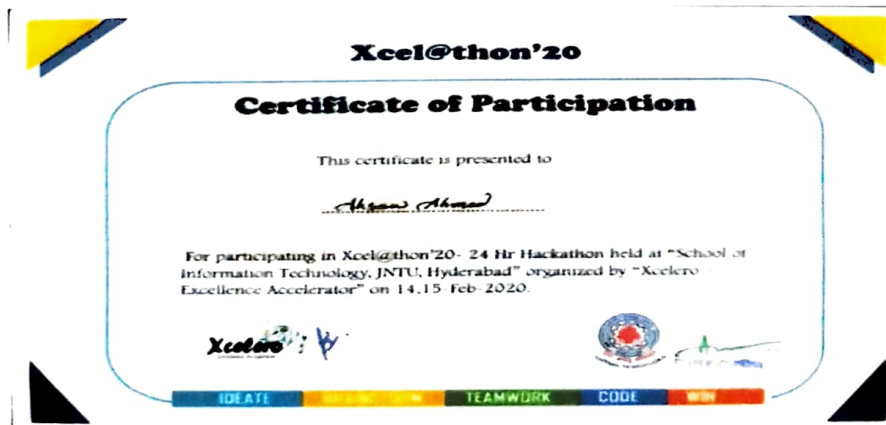 Xcel@thon'20
Certificate of Participation
This certificate is presented to
Ahmad
For participating in Xcel@thon'20- 24 Hr Hackathon held at "School of
Information Technology, JNTU, Hyderabad" organized by "Xcelero -
Excellence Accelerator" on 14,15-Feb-2020.
Xcelero
IDEATE BRAINSTORM TEAMWORK CODE WIN